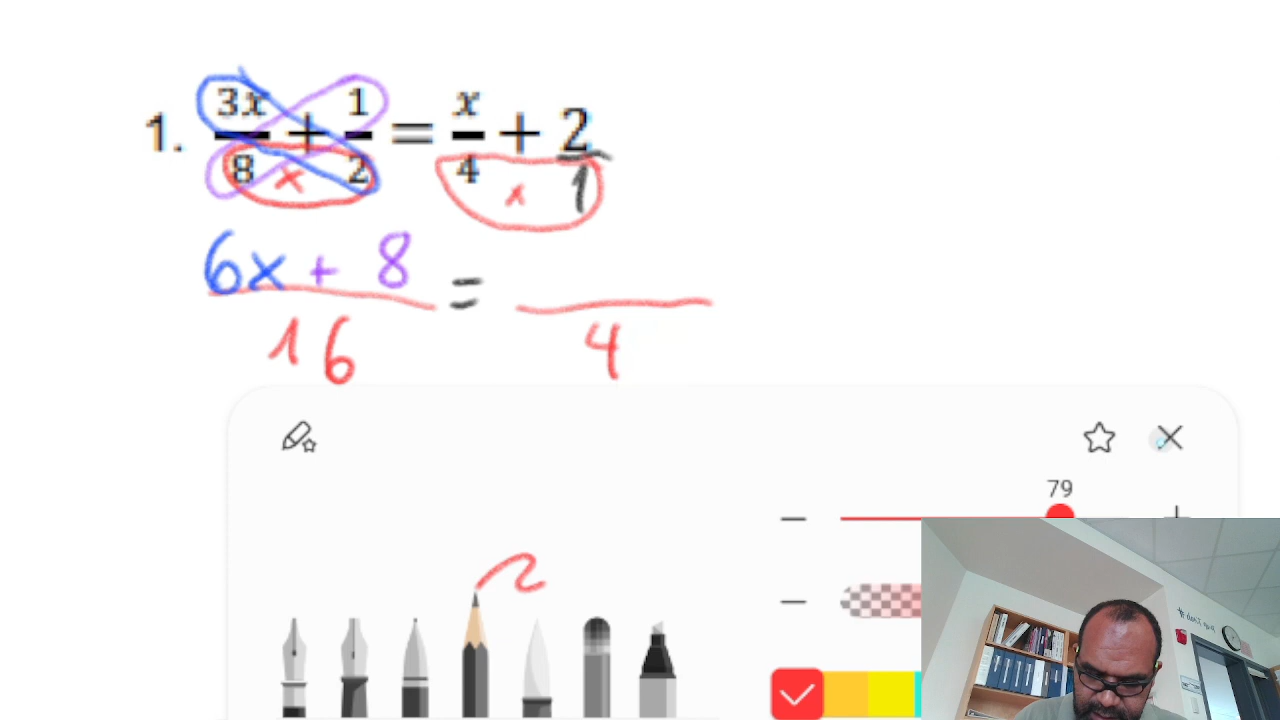 1. 3x/8 + 1/2 = x/4 + 2/1
x x
6x + 8 = 
16 4
79